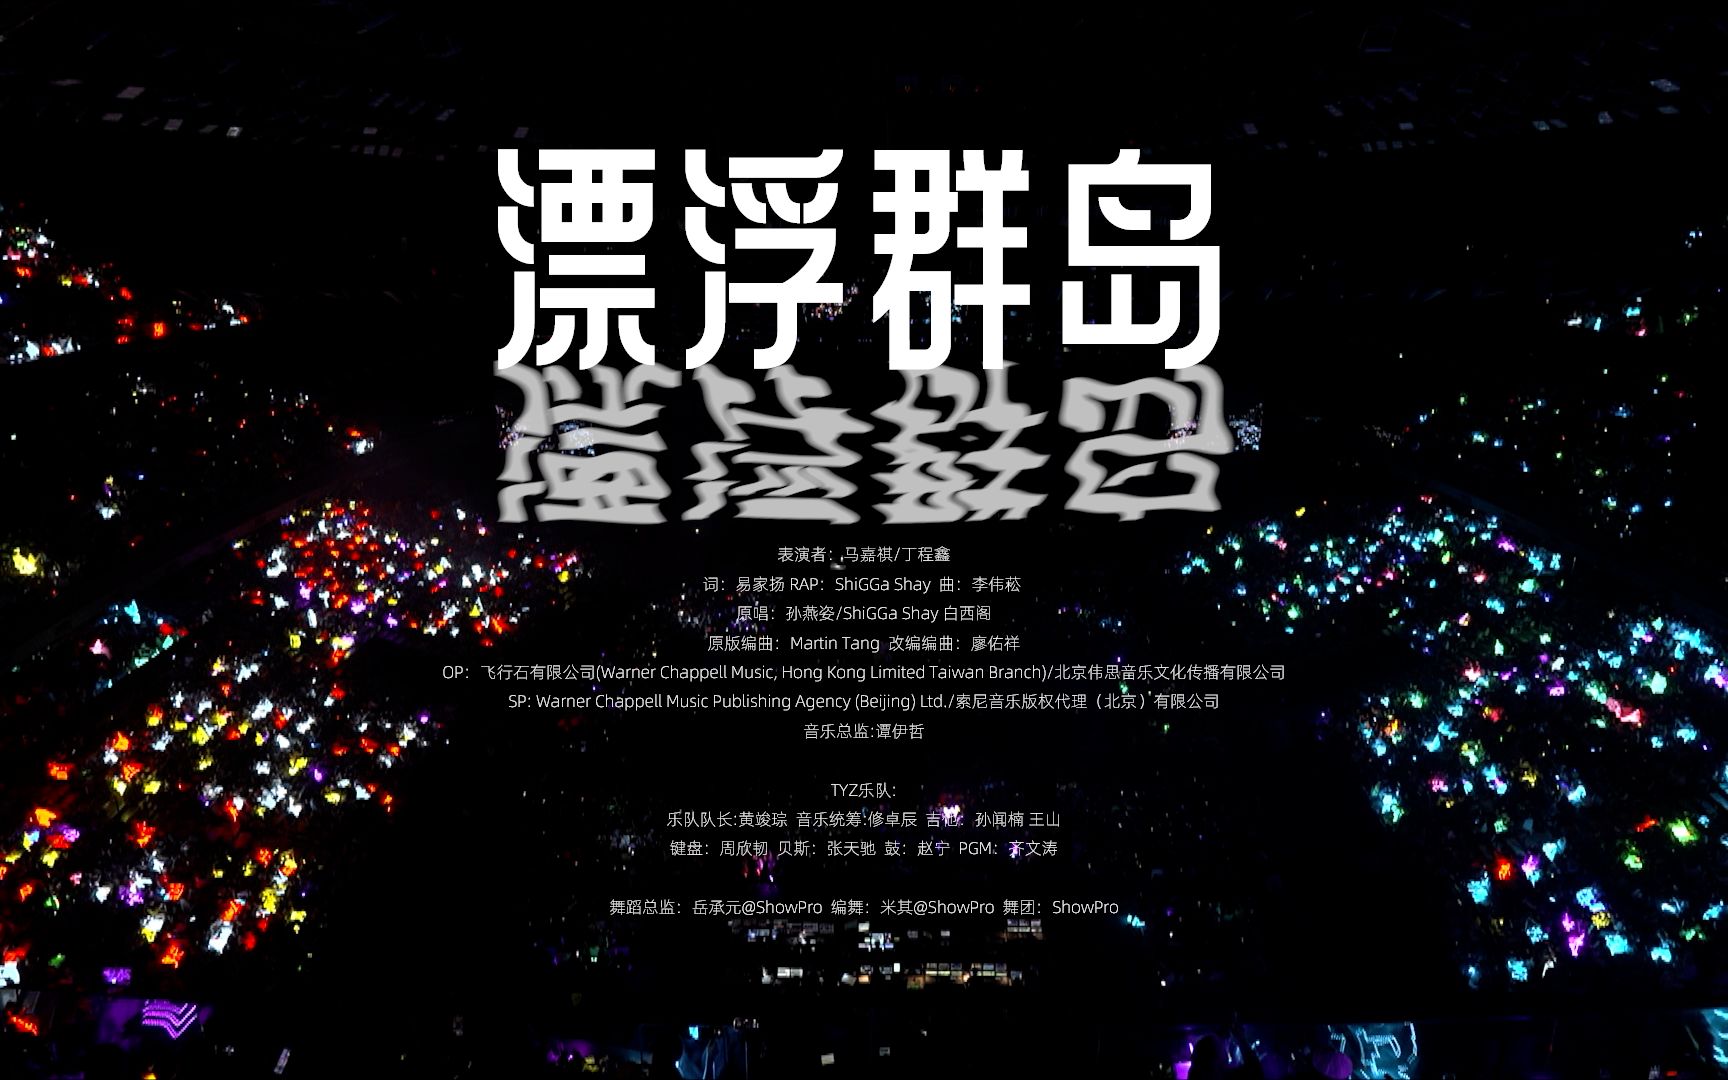 漂浮群岛
表演者：马嘉祺/丁程鑫
词：易家扬 RAP：ShiGGa Shay 曲：李伟菘
原唱：孙燕姿/ShiGGa Shay 白西阁
原版编曲：Martin Tang 改编编曲：廖佑祥
OP：飞行石有限公司(Warner Chappell Music, Hong Kong Limited Taiwan Branch)/北京伟思音乐文化传播有限公司
SP: Warner Chappell Music Publishing Agency (Beijing) Ltd./索尼音乐版权代理（北京）有限公司
音乐总监:谭伊哲
TYZ乐队:
乐队队长:黄竣琮 音乐统筹:修卓辰 吉他：孙闻楠 王山
键盘：周欣韧 贝斯：张天驰 鼓：赵宁 PGM：齐文涛
舞蹈总监：岳承元@ShowPro 编舞：米其@ShowPro 舞团：ShowPro